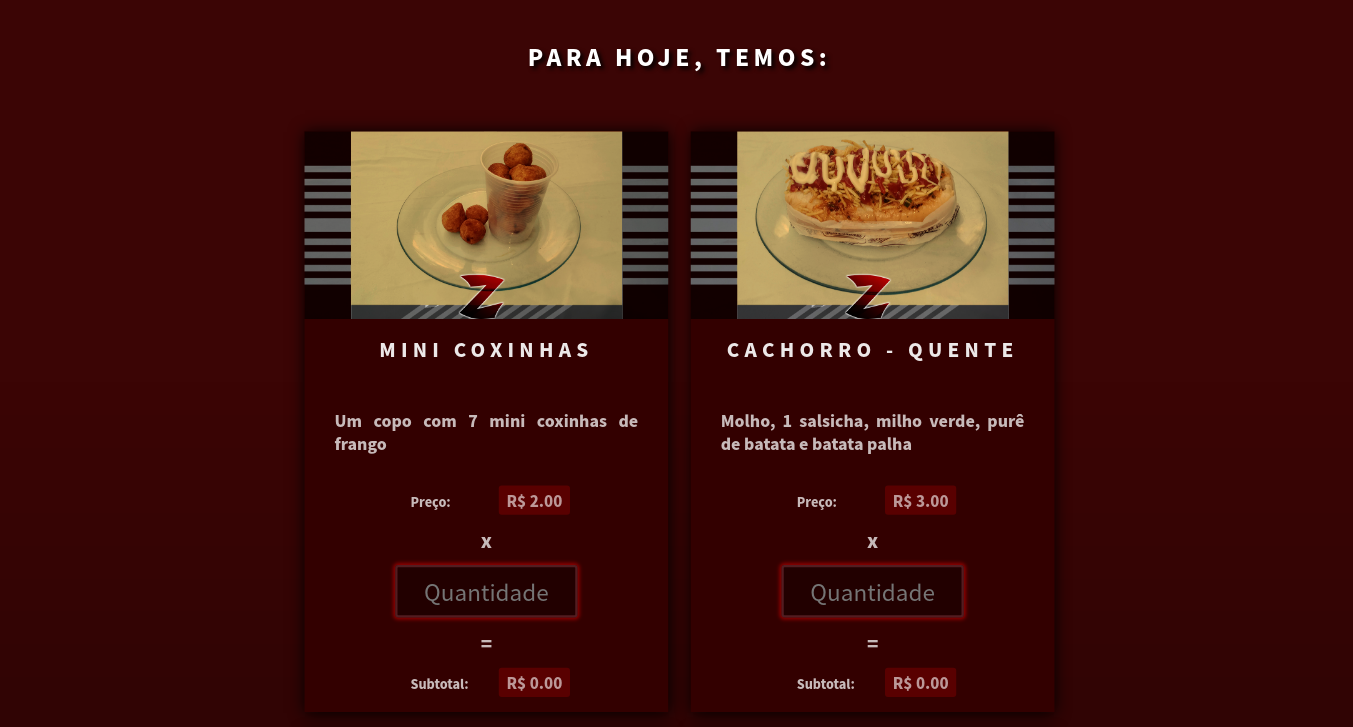 PARA HOJE, TEMOS:
Z
Z
MINI COXINHAS
Um copo com 7 mini coxinhas de
frango
Preço: R$ 2.00
x
Quantidade
=
Subtotal: R$ 0.00
CACHORRO - QUENTE
Molho, 1 salsicha, milho verde, purê
de batata e batata palha
Preço: R$ 3.00
x
Quantidade
=
Subtotal: R$ 0.00